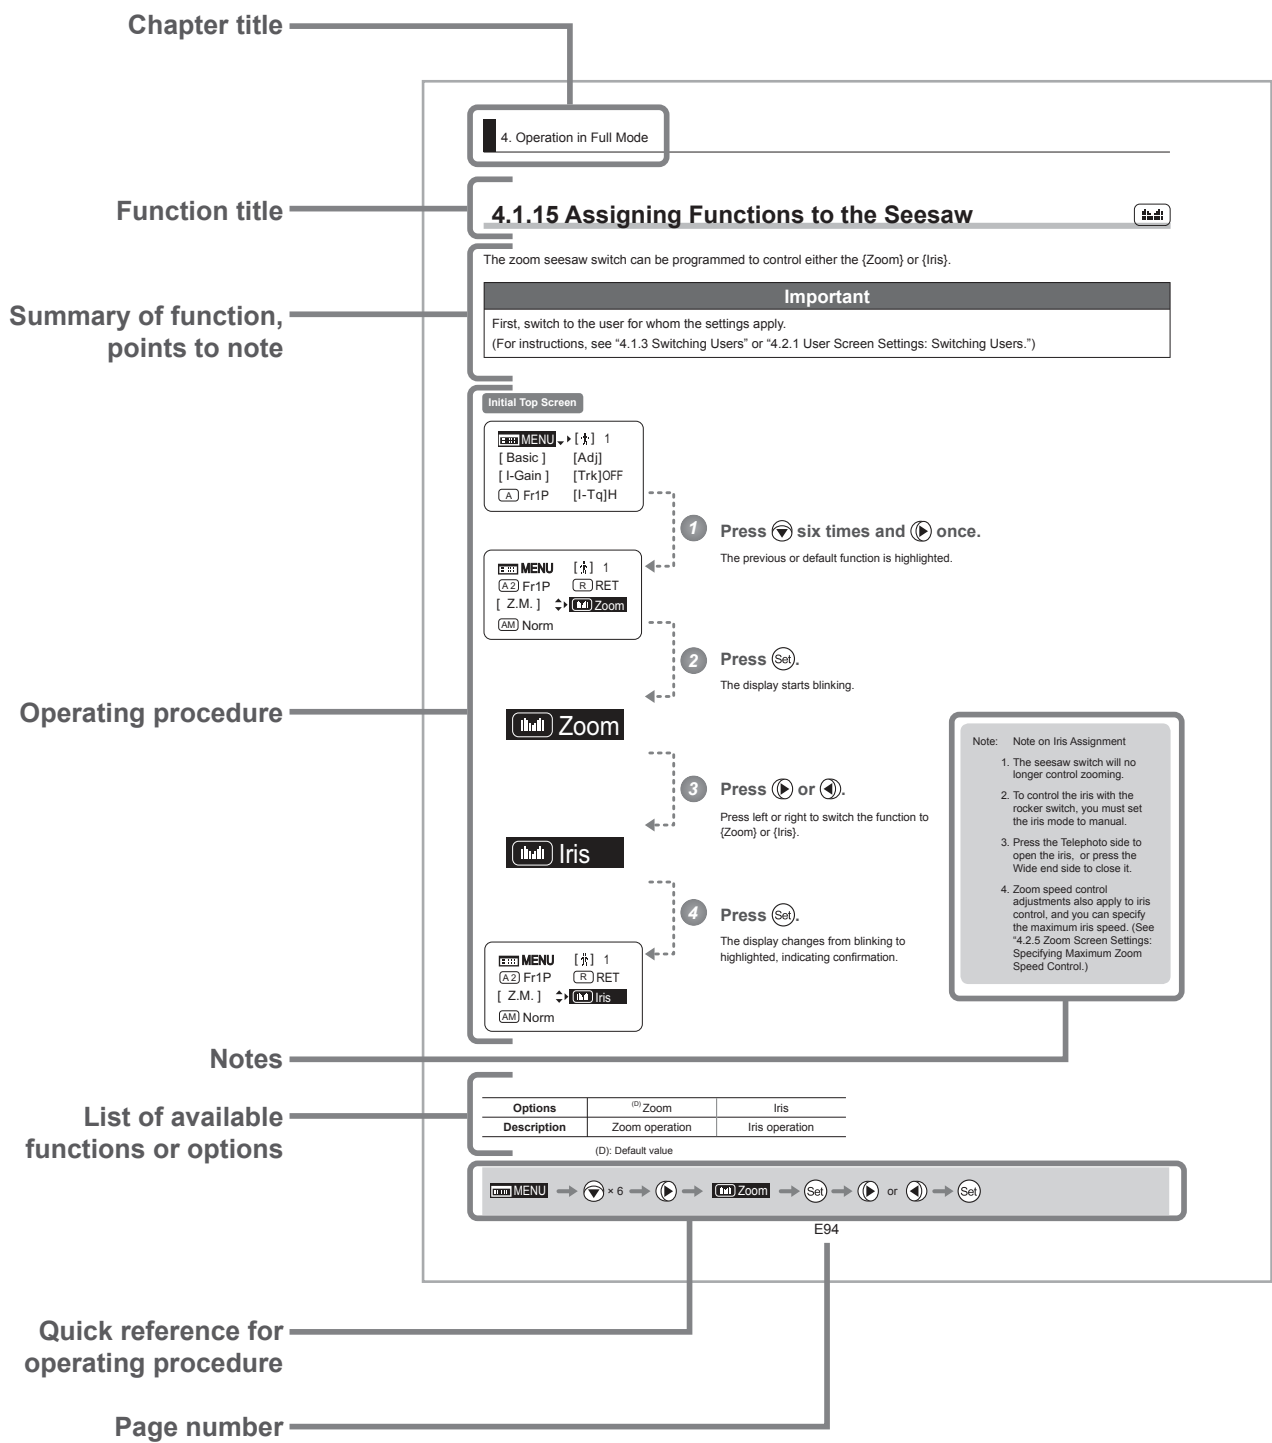 Chapter title
4. Operation in Full Mode
Function title
4.1.15 Assigning Functions to the Seesaw
The zoom seesaw switch can be programmed to control either the {Zoom} or {Iris}.
Summary of function,
points to note
Important
First, switch to the user for whom the settings apply.
(For instructions, see “4.1.3 Switching Users” or “4.2.1 User Screen Settings: Switching Users.”)
Operating procedure
Initial Top Screen
MENU [ ] 1
[ Basic ] [Adj]
[ I-Gain ] [Trk]OFF
A Fr1P [I-Tq]H
1 Press six times and once.
The previous or default function is highlighted.
MENU [ ] 1
A2 Fr1P R RET
[ Z.M. ] Zoom
AM Norm
2 Press Set.
The display starts blinking.
Zoom
3 Press or .
Press left or right to switch the function to
{Zoom} or {Iris}.
Iris
4 Press Set.
The display changes from blinking to
highlighted, indicating confirmation.
MENU [ ] 1
A2 Fr1P R RET
[ Z.M. ] Iris
AM Norm
Note: Note on Iris Assignment
1. The seesaw switch will no
longer control zooming.
2. To control the iris with the
rocker switch, you must set
the iris mode to manual.
3. Press the Telephoto side to
open the iris, or press the
Wide end side to close it.
4. Zoom speed control
adjustments also apply to iris
control, and you can specify
the maximum iris speed. (See
“4.2.5 Zoom Screen Settings:
Specifying Maximum Zoom
Speed Control.)
Notes
List of available
functions or options
Options (D) Zoom Iris
Description Zoom operation Iris operation
(D): Default value
MENU × 6 Zoom Set or Set
E94
Quick reference for
operating procedure
Page number